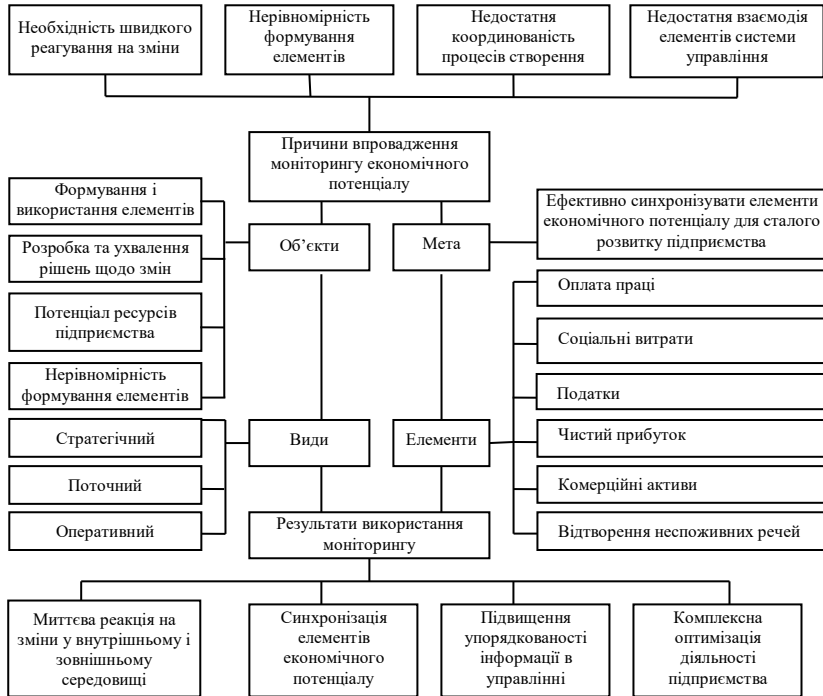 Необхідність швидкого
реагування на зміни
Нерівномірність
формування
елементів
Недостатня
координованість
процесів створення
Недостатня взаємодія
елементів системи
управління
Причини впровадження
моніторингу економічного
потенціалу
Формування і
використання елементів
Розробка та ухвалення
рішень щодо змін
Потенціал ресурсів
підприємства
Нерівномірність
формування елементів
Об’єкти
Мета
Ефективно синхронізувати елементи
економічного потенціалу для сталого
розвитку підприємства
Оплата праці
Соціальні витрати
Податки
Чистий прибуток
Комерційні активи
Відтворення неспоживних речей
Стратегічний
Поточний
Оперативний
Види
Елементи
Результати використання
моніторингу
Миттєва реакція на
зміни у внутрішньому і
зовнішньому
середовищі
Синхронізація
елементів
економічного
потенціалу
Підвищення
упорядкованості
інформації в
управлінні
Комплексна
оптимізація
діяльності
підприємства